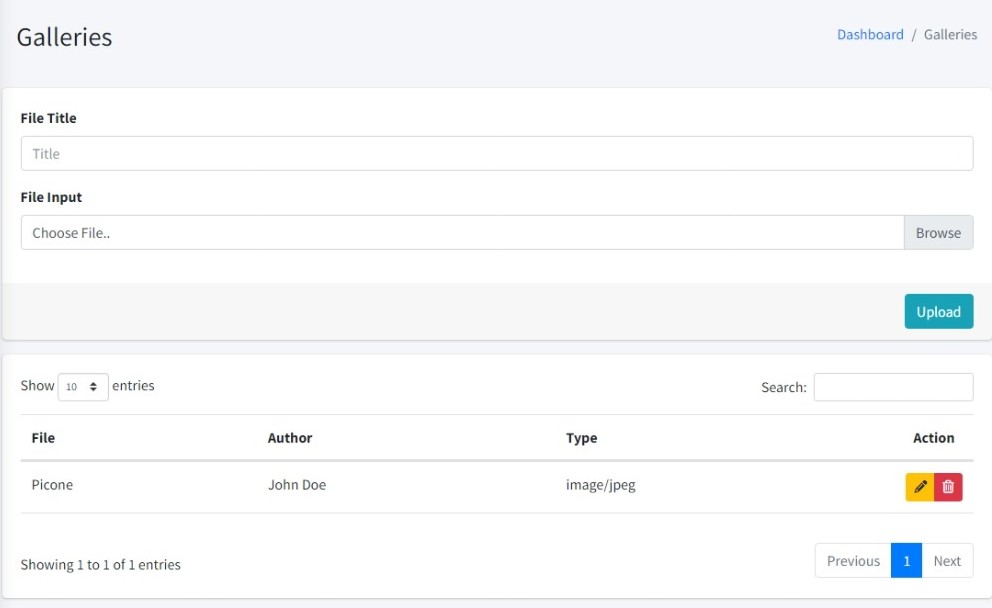 Galleries
Dashboard / Galleries
File Title
Title
File Input
Choose File..
Browse
Upload
Show 10 entries
Search:
File Author Type Action
Picone John Doe image/jpeg
Showing 1 to 1 of 1 entries
Previous 1 Next